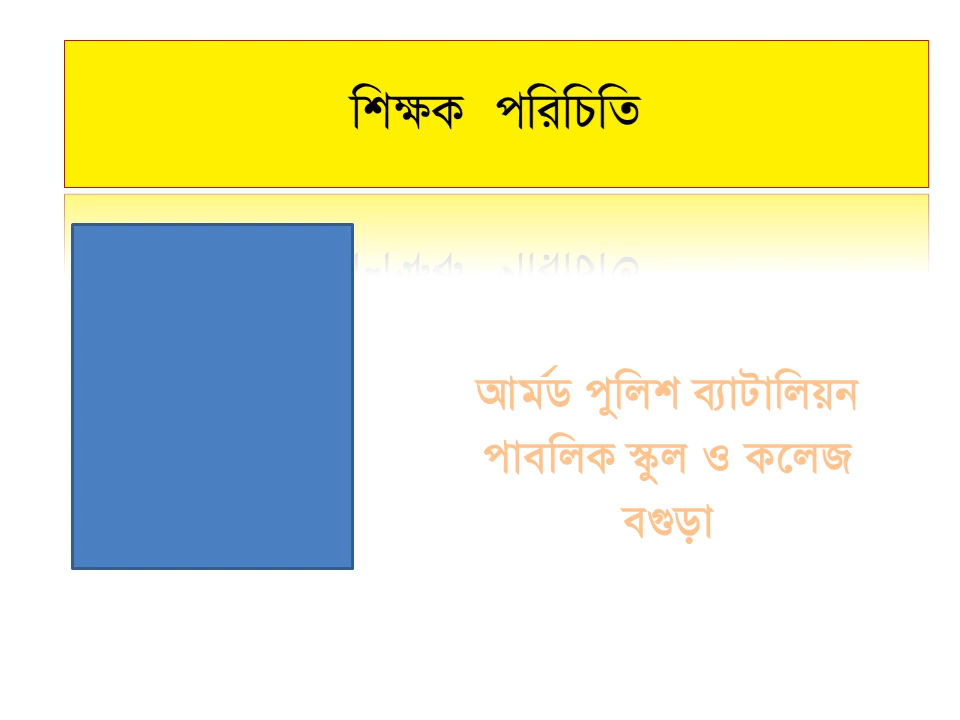 শিক্ষক পরিচিতি
আর্মড পুলিশ ব্যাটালিয়ন
পাবলিক স্কুল ও কলেজ
বগুড়া